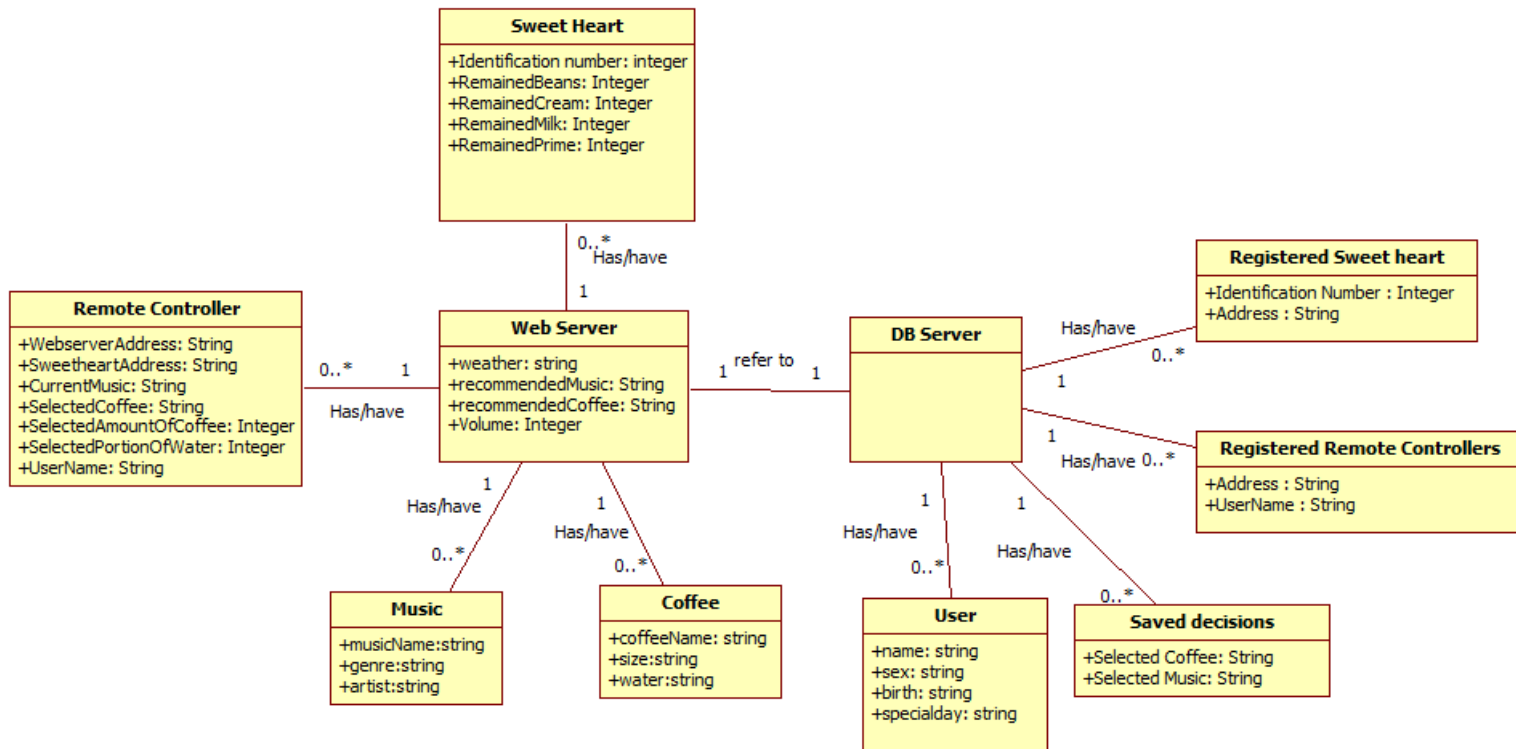 Sweet Heart
+Identification number: integer
+RemainedBeans: Integer
+RemainedCream: Integer
+RemainedMilk: Integer
+RemainedPrime: Integer
0..*
Has/have
1
Remote Controller
+WebserverAddress: String
+SweetheartAddress: String
+CurrentMusic: String
+SelectedCoffee: String
+SelectedAmountOfCoffee: Integer
+SelectedPortionOfWater: Integer
+UserName: String
0..*
1
Has/have
Web Server
+weather: string
+recommendedMusic: String
+recommendedCoffee: String
+Volume: Integer
refer to
1
1
DB Server
Has/have
0..*
1
Registered Sweet heart
+Identification Number : Integer
+Address : String
1
Has/have
0..*
Registered Remote Controllers
+Address : String
+UserName : String
1
Has/have
0..*
Music
+musicName:string
+genre:string
+artist:string
1
Has/have
0..*
Coffee
+coffeeName: string
+size:string
+water:string
1
Has/have
0..*
User
+name: string
+sex: string
+birth: string
+specialday: string
1
Has/have
0..*
Saved decisions
+Selected Coffee: String
+Selected Music: String